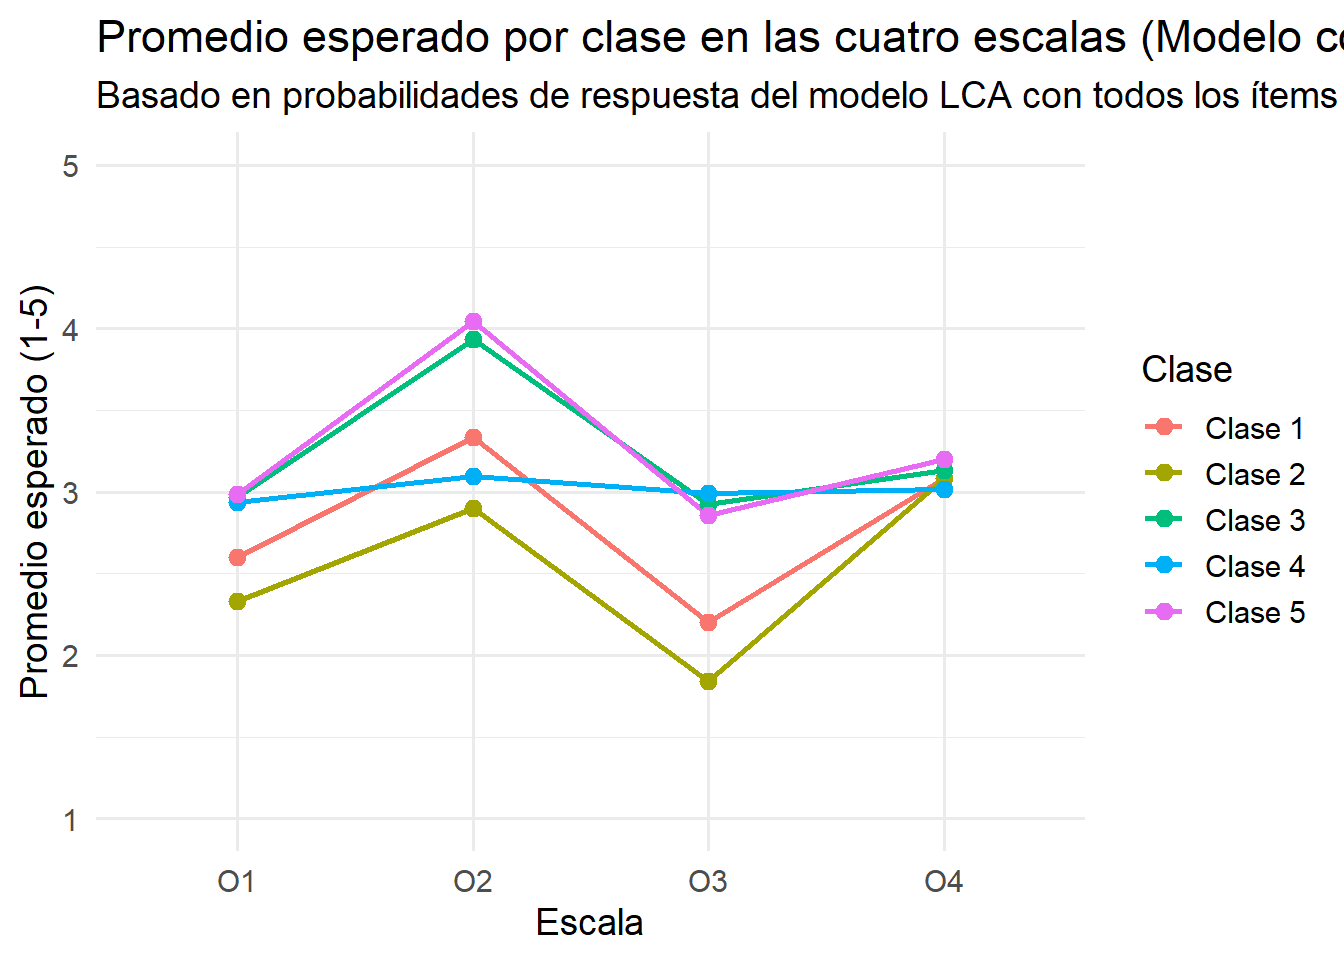 Promedio esperado por clase en las cuatro escalas (Modelo
Basado en probabilidades de respuesta del modelo LCA con todos los ítems
Promedio esperado (1-5)
5
4
3
2
1
O1 O2 O3 O4
Escala
Clase
Clase 1
Clase 2
Clase 3
Clase 4
Clase 5